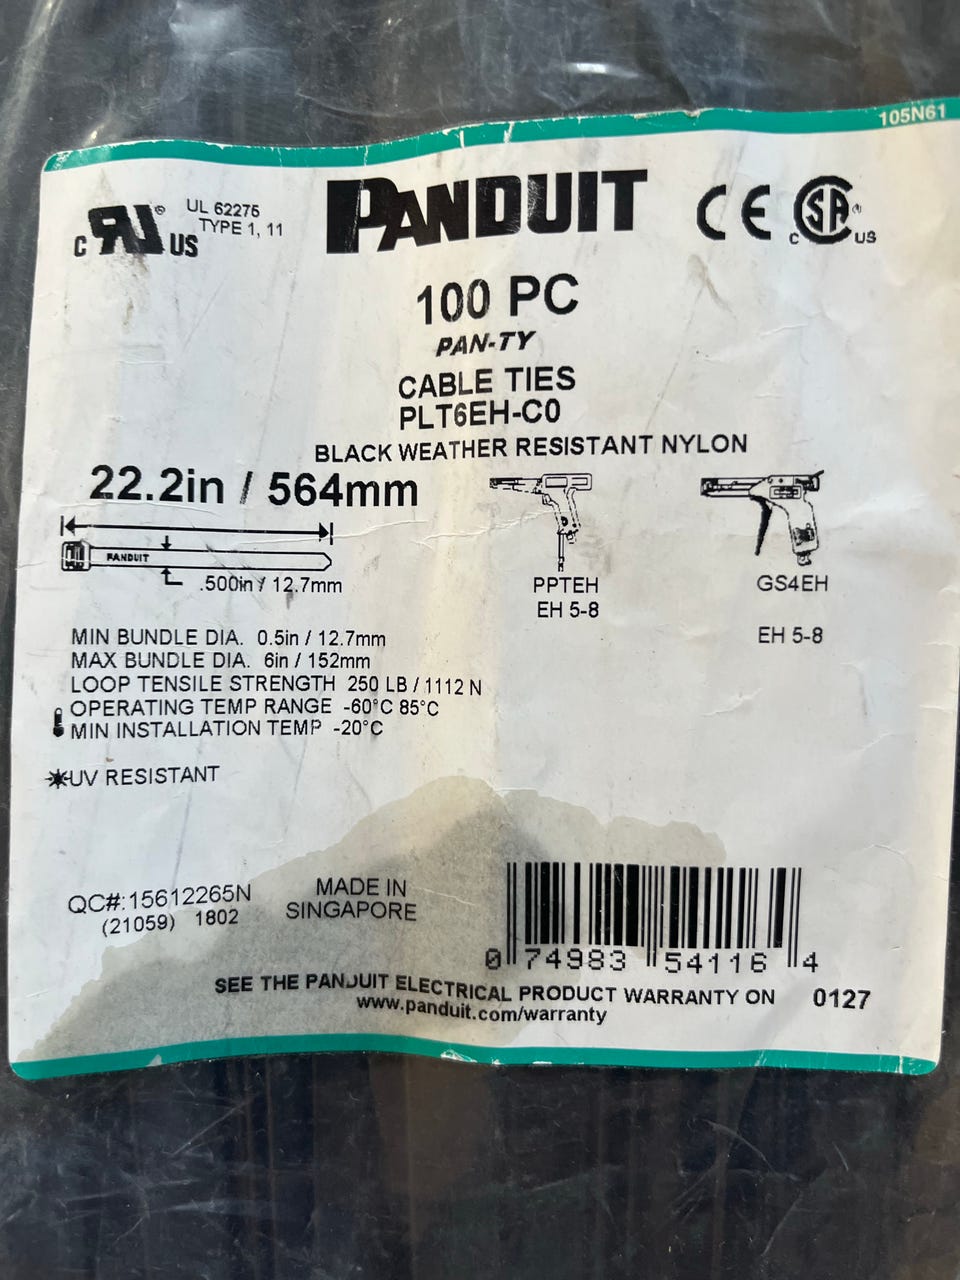 105N61
UL 62275
TYPE 1, 11
C RU® US
PANDUIT
CE
C SA® US
100 PC
PAN-TY
CABLE TIES
PLT6EH-C0
BLACK WEATHER RESISTANT NYLON
22.2in / 564mm
PANDUIT
.500in / 12.7mm
PPTEH
EH 5-8
GS4EH
EH 5-8
MIN BUNDLE DIA. 0.5in / 12.7mm
MAX BUNDLE DIA. 6in / 152mm
LOOP TENSILE STRENGTH 250 LB / 1112 N
OPERATING TEMP RANGE -60°C 85°C
MIN INSTALLATION TEMP -20°C
UV RESISTANT
QC#:15612265N
(21059) 1802
MADE IN
SINGAPORE
0 74983 54116 4
SEE THE PANDUIT ELECTRICAL PRODUCT WARRANTY ON
www.panduit.com/warranty
0127